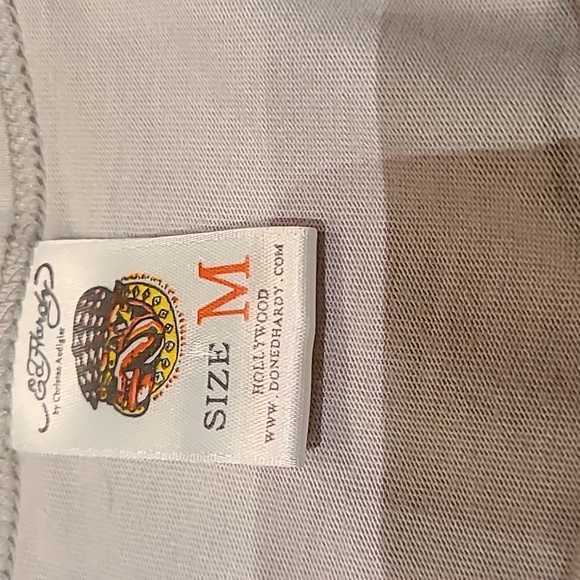 Ed Hardy
by Christian Audigier
SIZE M
HOLLYWOOD
WWW.DONEDHARDY.COM